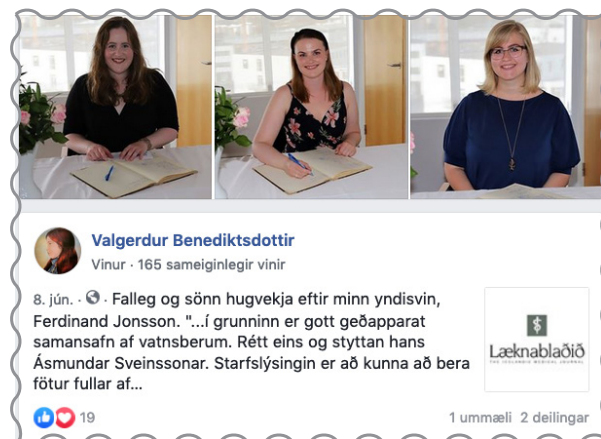 Valgerdur Benediktsdottir
Vinur · 165 sameiginlegir vinir
8. jún. · · Falleg og sönn hugvekja eftir minn yndisvin,
Ferdinand Jonsson. "...í grunninn er gott geðapparat
samansafn af vatnsberum. Rétt eins og styttan hans
Ásmundar Sveinssonar. Starfslýsingin er að kunna að bera
fötur fullar af...
Læknablaðið
THE ICELANDIC MEDICAL JOURNAL
19
1 ummæli 2 deilingar